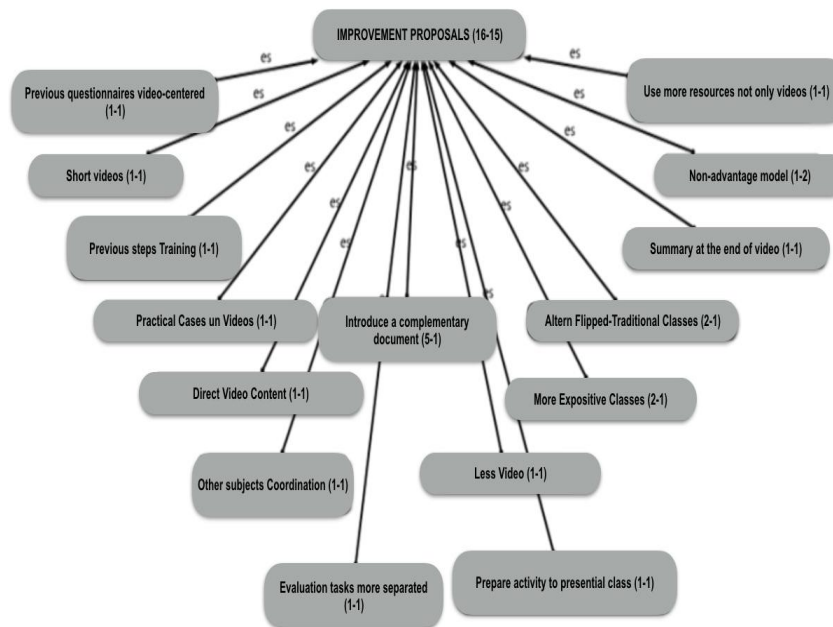 IMPROVEMENT PROPOSALS (16-15)
es
es
Previous questionnaires video-centered
(1-1)
Use more resources not only videos (1-1)
es
es
es
es
Short videos (1-1)
Non-advantage model (1-2)
es
es
es
es
es
Previous steps Training (1-1)
Summary at the end of video (1-1)
es
es
es
Practical Cases un Videos (1-1)
Introduce a complementary
document (5-1)
Altern Flipped-Traditional Classes (2-1)
Direct Video Content (1-1)
More Expositive Classes (2-1)
Other subjects Coordination (1-1)
Less Video (1-1)
Evaluation tasks more separated
(1-1)
Prepare activity to presential class (1-1)